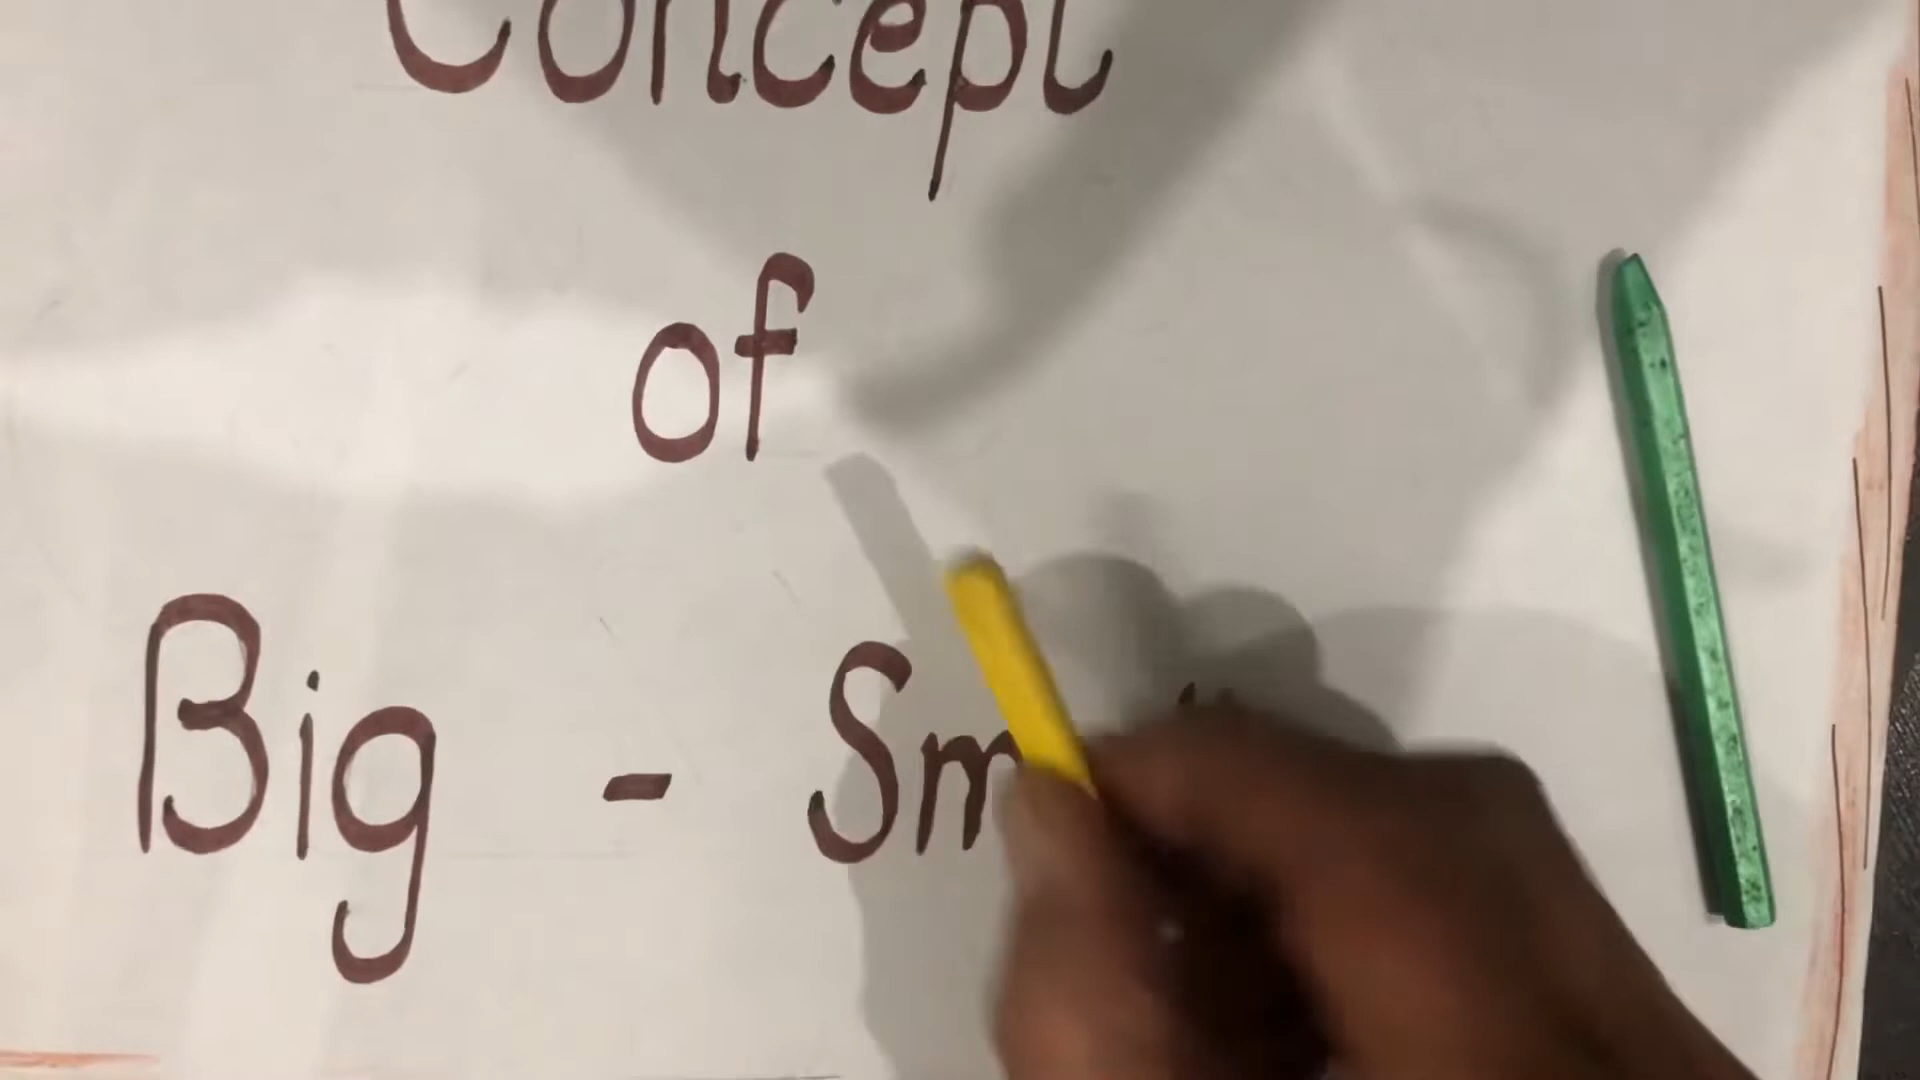 Concept
of
Big - Sm